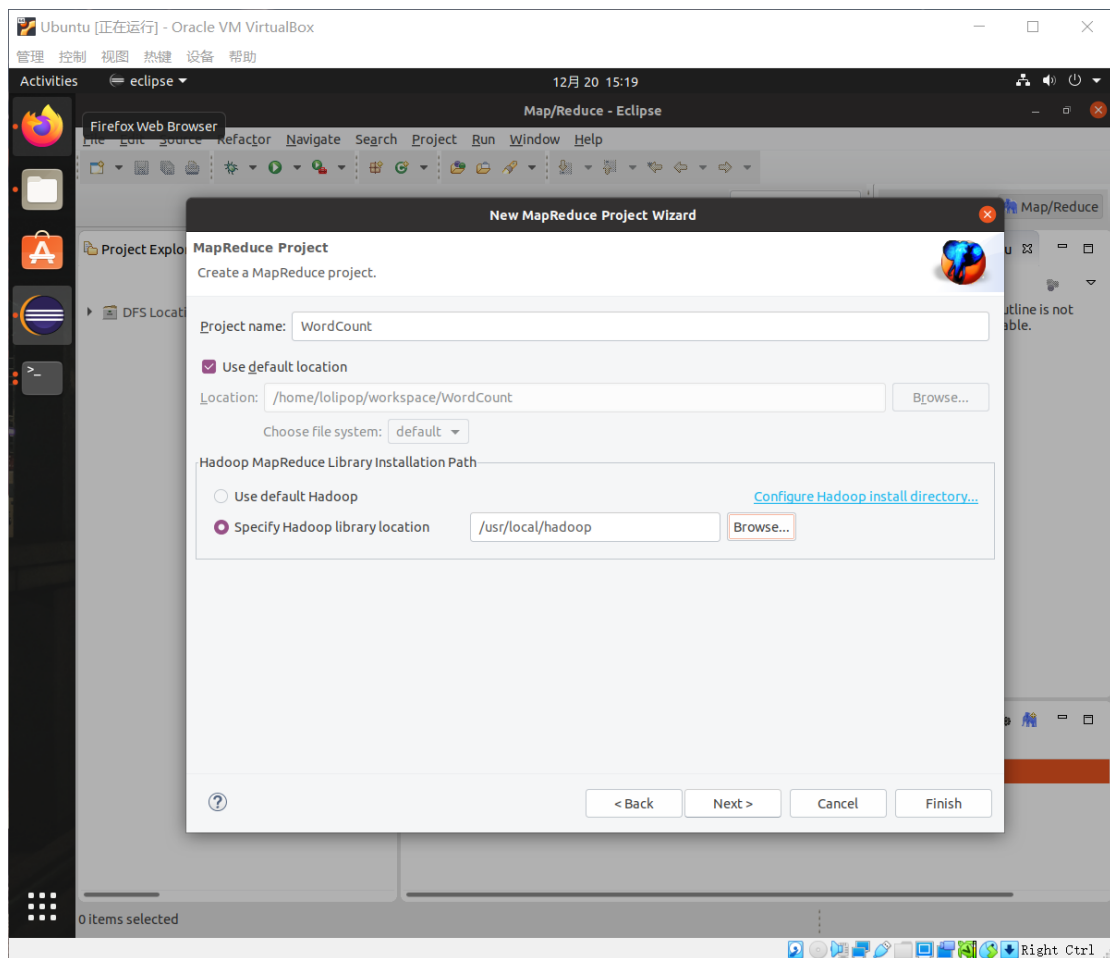 Ubuntu [正在运行] - Oracle VM VirtualBox
管理 控制 视图 热键 设备 帮助
Activities eclipse 12月 20 15:19
Map/Reduce - Eclipse
Firefox Web Browser
File Edit Source Refactor Navigate Search Project Run Window Help
Map/Reduce
New MapReduce Project Wizard
Project Explo
MapReduce Project
Create a MapReduce project.
DFS Locati
utline is not
able.
Project name: WordCount
Use default location
Location: /home/lolipop/workspace/WordCount Browse...
Choose file system: default
Hadoop MapReduce Library Installation Path
Use default Hadoop Configure Hadoop install directory...
Specify Hadoop library location /usr/local/hadoop Browse...
< Back Next > Cancel Finish
0 items selected
Right Ctrl